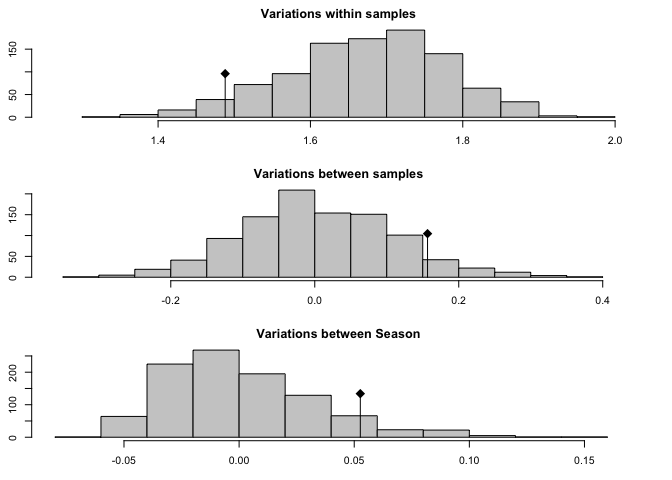 Variations within samples
150
50
0
1.4 1.6 1.8 2.0
Variations between samples
150
50
0
-0.2 0.0 0.2 0.4
Variations between Season
200
100
0
-0.05 0.00 0.05 0.10 0.15